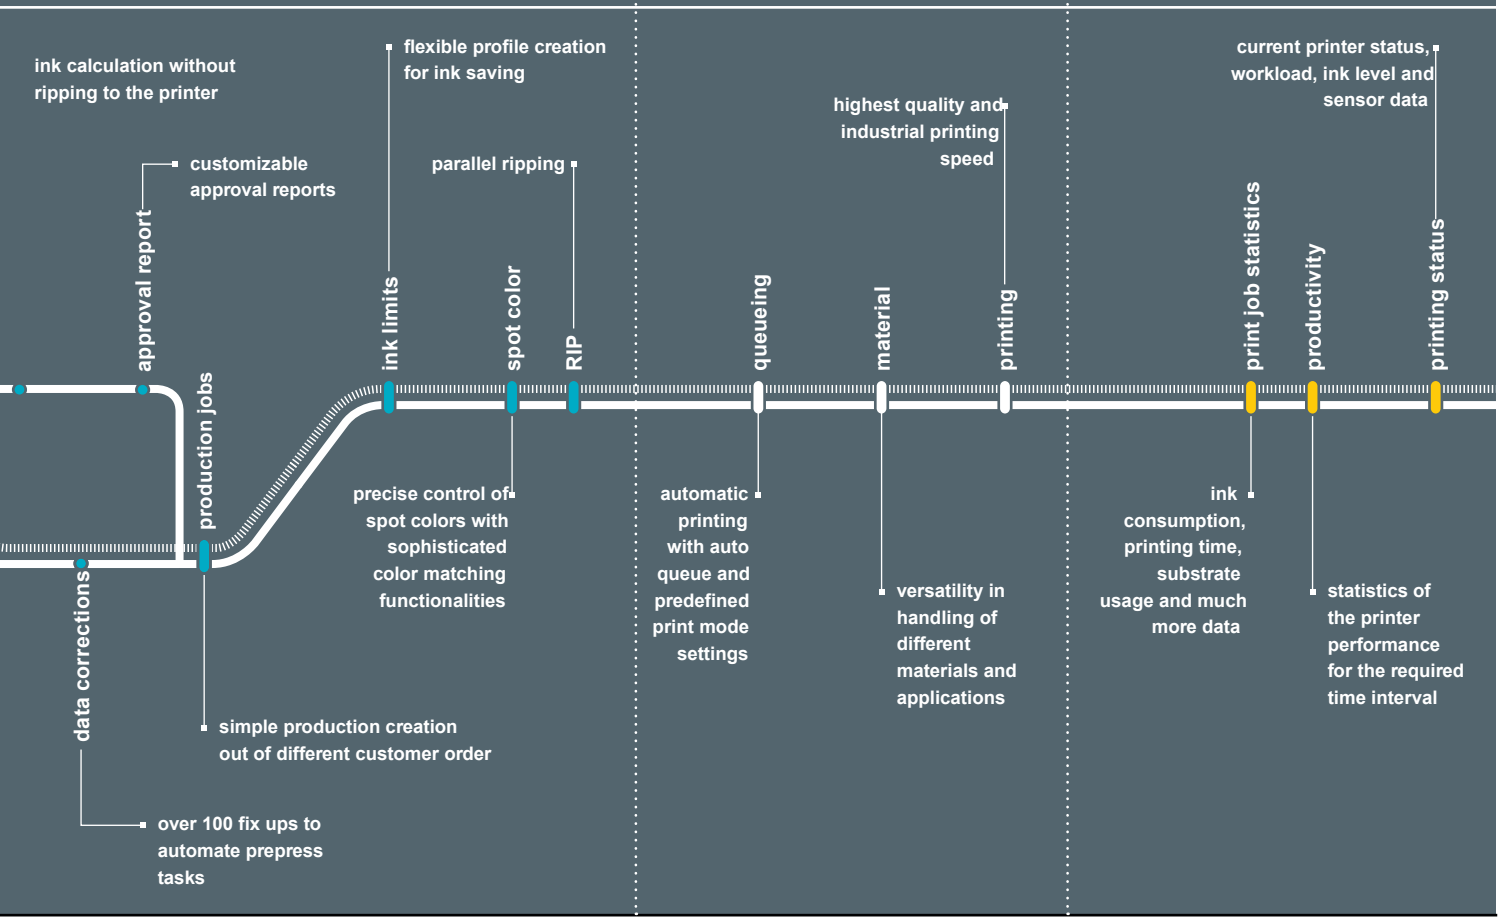 ink calculation without
ripping to the printer
customizable
approval reports
approval report
production jobs
data corrections
simple production creation
out of different customer order
over 100 fix ups to
automate prepress
tasks
flexible profile creation
for ink saving
parallel ripping
ink limits
spot color
RIP
precise control of
spot colors with
sophisticated
color matching
functionalities
highest quality and
industrial printing
speed
queueing
material
printing
automatic
printing
with auto
queue and
predefined
print mode
settings
versatility in
handling of
different
materials and
applications
current printer status,
workload, ink level and
sensor data
print job statistics
productivity
printing status
ink
consumption,
printing time,
substrate
usage and much
more data
statistics of
the printer
performance
for the required
time interval